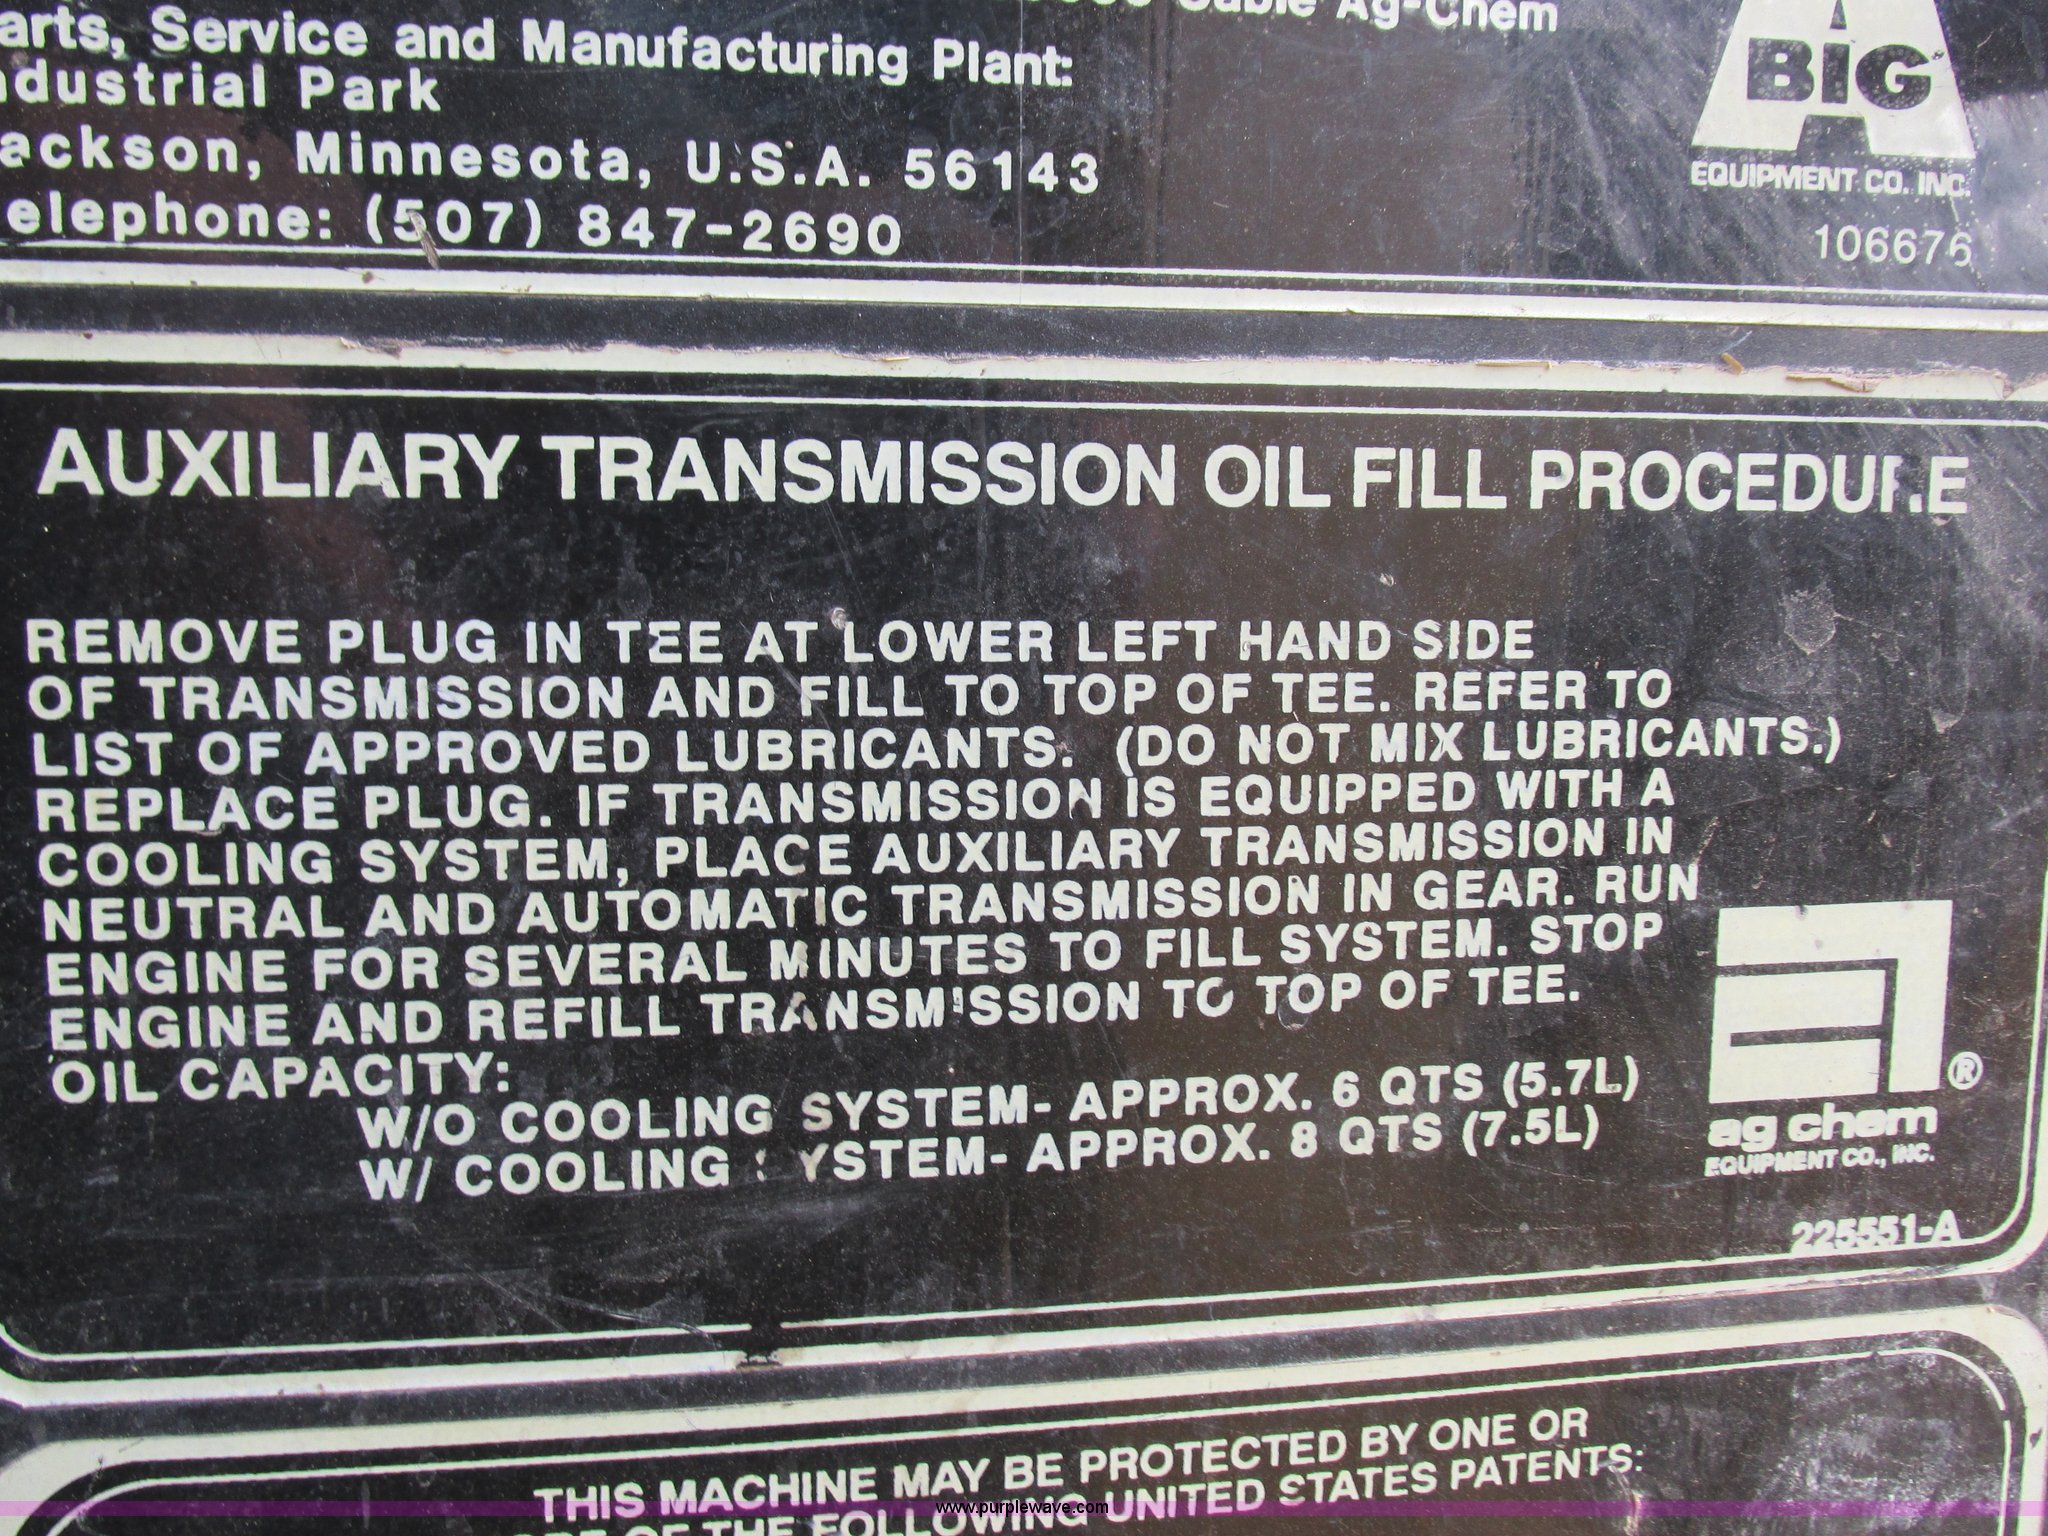 Cable Ag-Chem
arts, Service and Manufacturing Plant:
ndustrial Park
ackson, Minnesota, U.S.A. 56143
elephone: (507) 847-2690
BIG
EQUIPMENT CO. INC.
106676
AUXILIARY TRANSMISSION OIL FILL PROCEDURE
REMOVE PLUG IN TEE AT LOWER LEFT HAND SIDE
OF TRANSMISSION AND FILL TO TOP OF TEE. REFER TO
LIST OF APPROVED LUBRICANTS. (DO NOT MIX LUBRICANTS.)
REPLACE PLUG. IF TRANSMISSION IS EQUIPPED WITH A
COOLING SYSTEM, PLACE AUXILIARY TRANSMISSION IN
NEUTRAL AND AUTOMATIC TRANSMISSION IN GEAR. RUN
ENGINE FOR SEVERAL MINUTES TO FILL SYSTEM. STOP
ENGINE AND REFILL TRANSMISSION TO TOP OF TEE.
OIL CAPACITY:
W/O COOLING SYSTEM- APPROX. 6 QTS (5.7L)
W/ COOLING SYSTEM- APPROX. 8 QTS (7.5L)
®
ag chem
EQUIPMENT CO., INC.
225551-A
THIS MACHINE MAY BE PROTECTED BY ONE OR
OF THE FOLLOWING UNITED STATES PATENTS:
www.purplewave.com